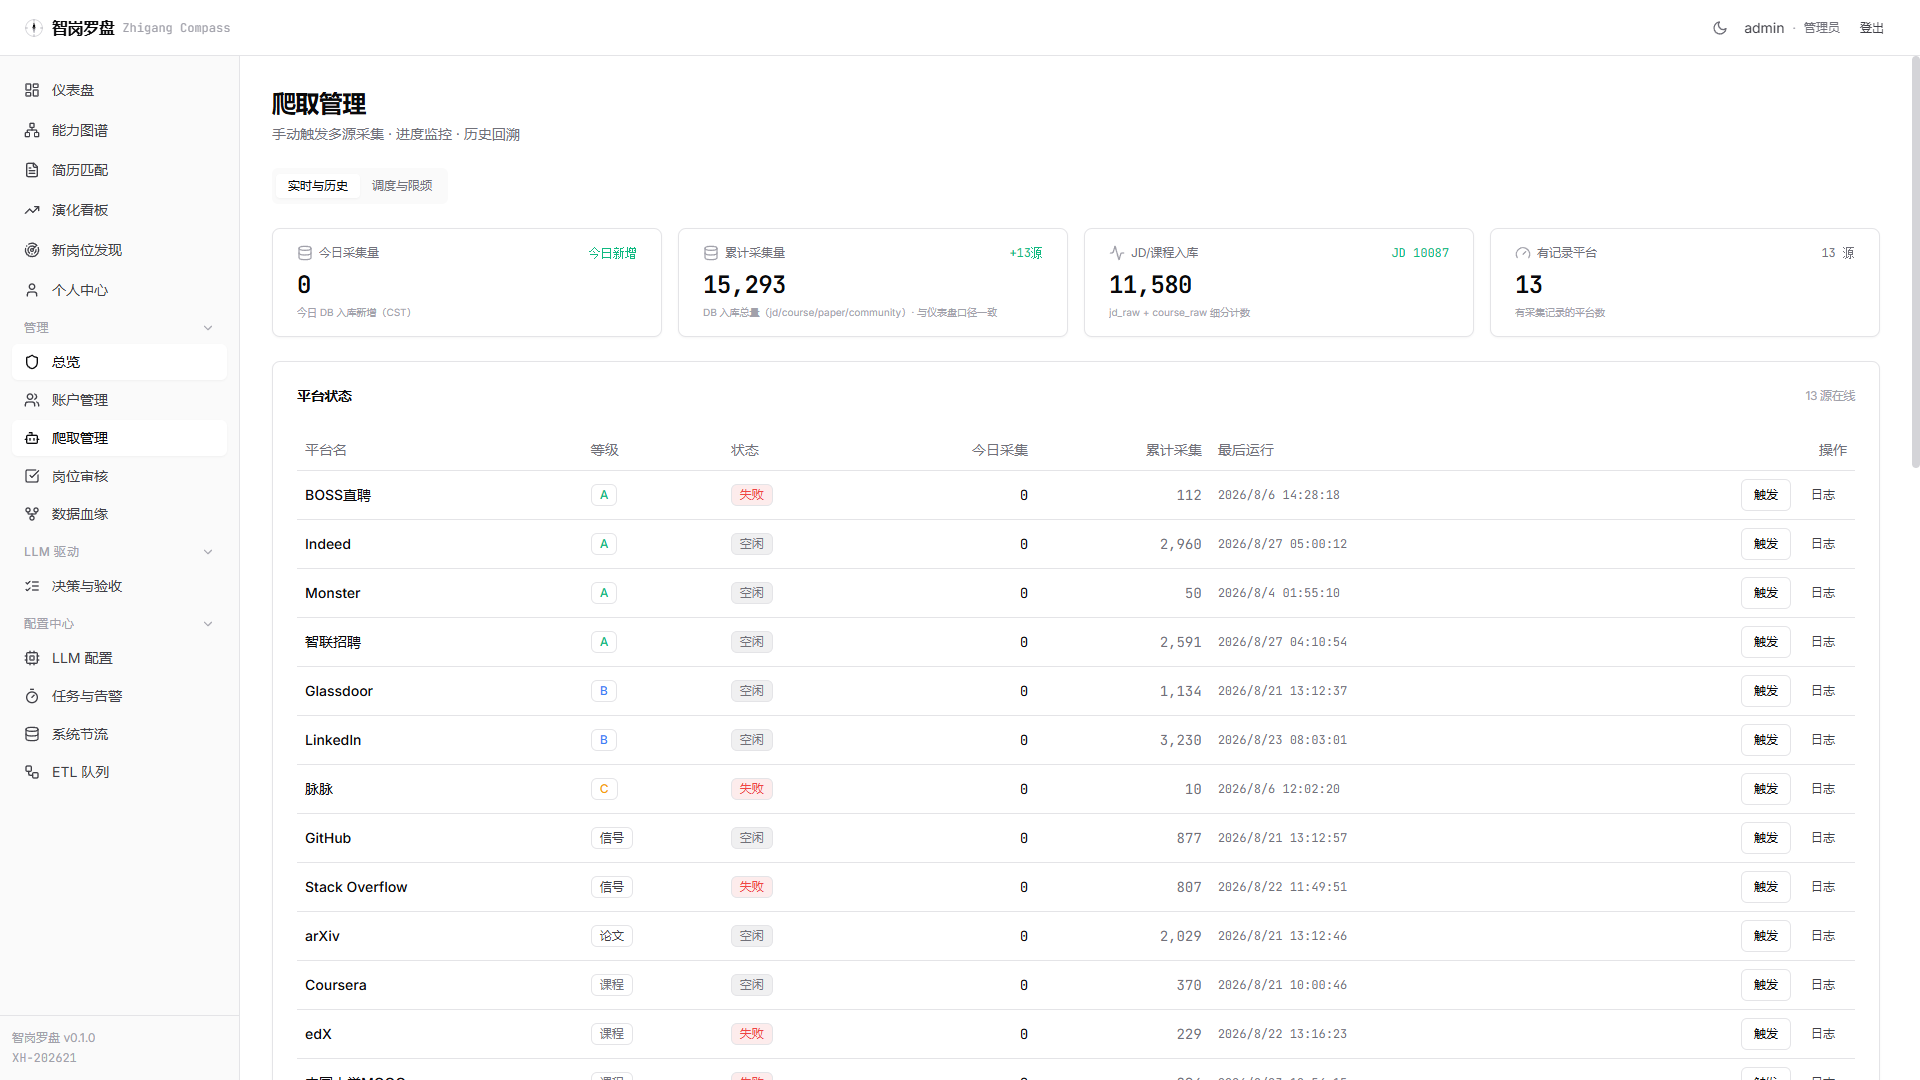 智岗罗盘 Zhigang Compass
admin · 管理员 登出
仪表盘
能力图谱
简历匹配
演化看板
新岗位发现
个人中心
管理
总览
账户管理
爬取管理
岗位审核
数据血缘
LLM 驱动
决策与验收
配置中心
LLM 配置
任务与告警
系统节流
ETL 队列
智岗罗盘 v0.1.0
XH-202621
爬取管理
手动触发多源采集 · 进度监控 · 历史回溯
实时与历史 调度与限频
今日采集量 今日新增
0
今日 DB 入库新增（CST）
累计采集量 +13源
15,293
DB 入库总量（jd/course/paper/community）· 与仪表盘口径一致
JD/课程入库 JD 10087
11,580
jd_raw + course_raw 细分计数
有记录平台 13 源
13
有采集记录的平台数
平台状态 13 源在线
平台名 等级 状态 今日采集 累计采集 最后运行 操作
BOSS直聘 A 失败 0 112 2026/8/6 14:28:18 触发 日志
Indeed A 空闲 0 2,960 2026/8/27 05:00:12 触发 日志
Monster A 空闲 0 50 2026/8/4 01:55:10 触发 日志
智联招聘 A 空闲 0 2,591 2026/8/27 04:10:54 触发 日志
Glassdoor B 空闲 0 1,134 2026/8/21 13:12:37 触发 日志
LinkedIn B 空闲 0 3,230 2026/8/23 08:03:01 触发 日志
脉脉 C 失败 0 10 2026/8/6 12:02:20 触发 日志
GitHub 信号 空闲 0 877 2026/8/21 13:12:57 触发 日志
Stack Overflow 信号 失败 0 807 2026/8/22 11:49:51 触发 日志
arXiv 论文 空闲 0 2,029 2026/8/21 13:12:46 触发 日志
Coursera 课程 空闲 0 370 2026/8/21 10:00:46 触发 日志
edX 课程 失败 0 229 2026/8/22 13:16:23 触发 日志